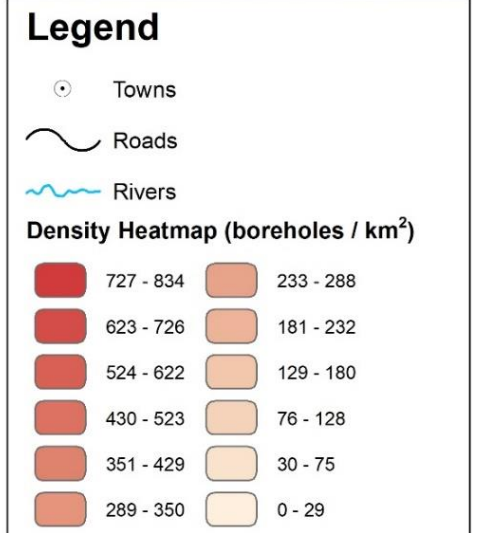 Legend
Towns
Roads
Rivers
Density Heatmap (boreholes / km²)
727 - 834
623 - 726
524 - 622
430 - 523
351 - 429
289 - 350
233 - 288
181 - 232
129 - 180
76 - 128
30 - 75
0 - 29